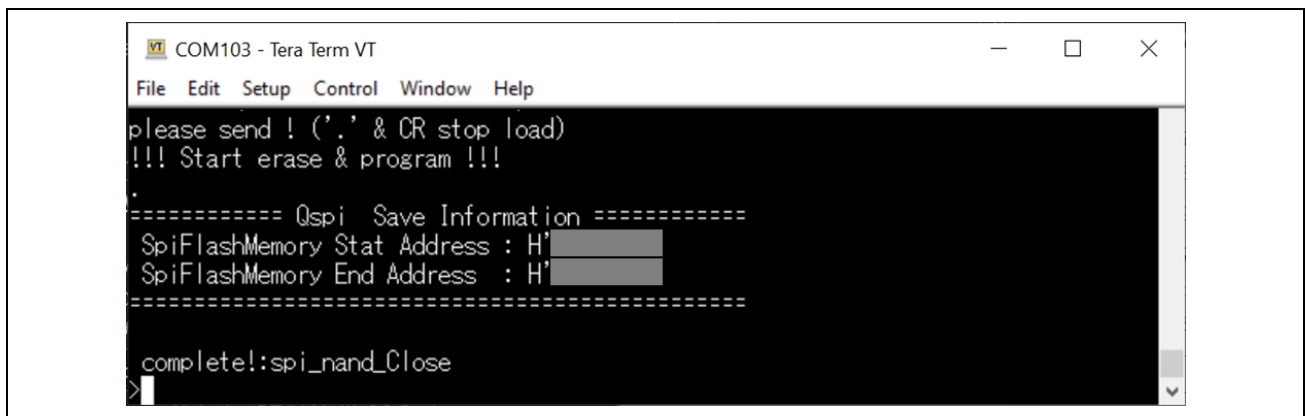 COM103 - Tera Term VT
File Edit Setup Control Window Help
please send ! ('.' & CR stop load)
!!! Start erase & program !!!
.
============ Qspi  Save Information ============
SpiFlashMemory Stat Address : H'
SpiFlashMemory End Address  : H'
================================================
complete!:spi_nand_Close
>